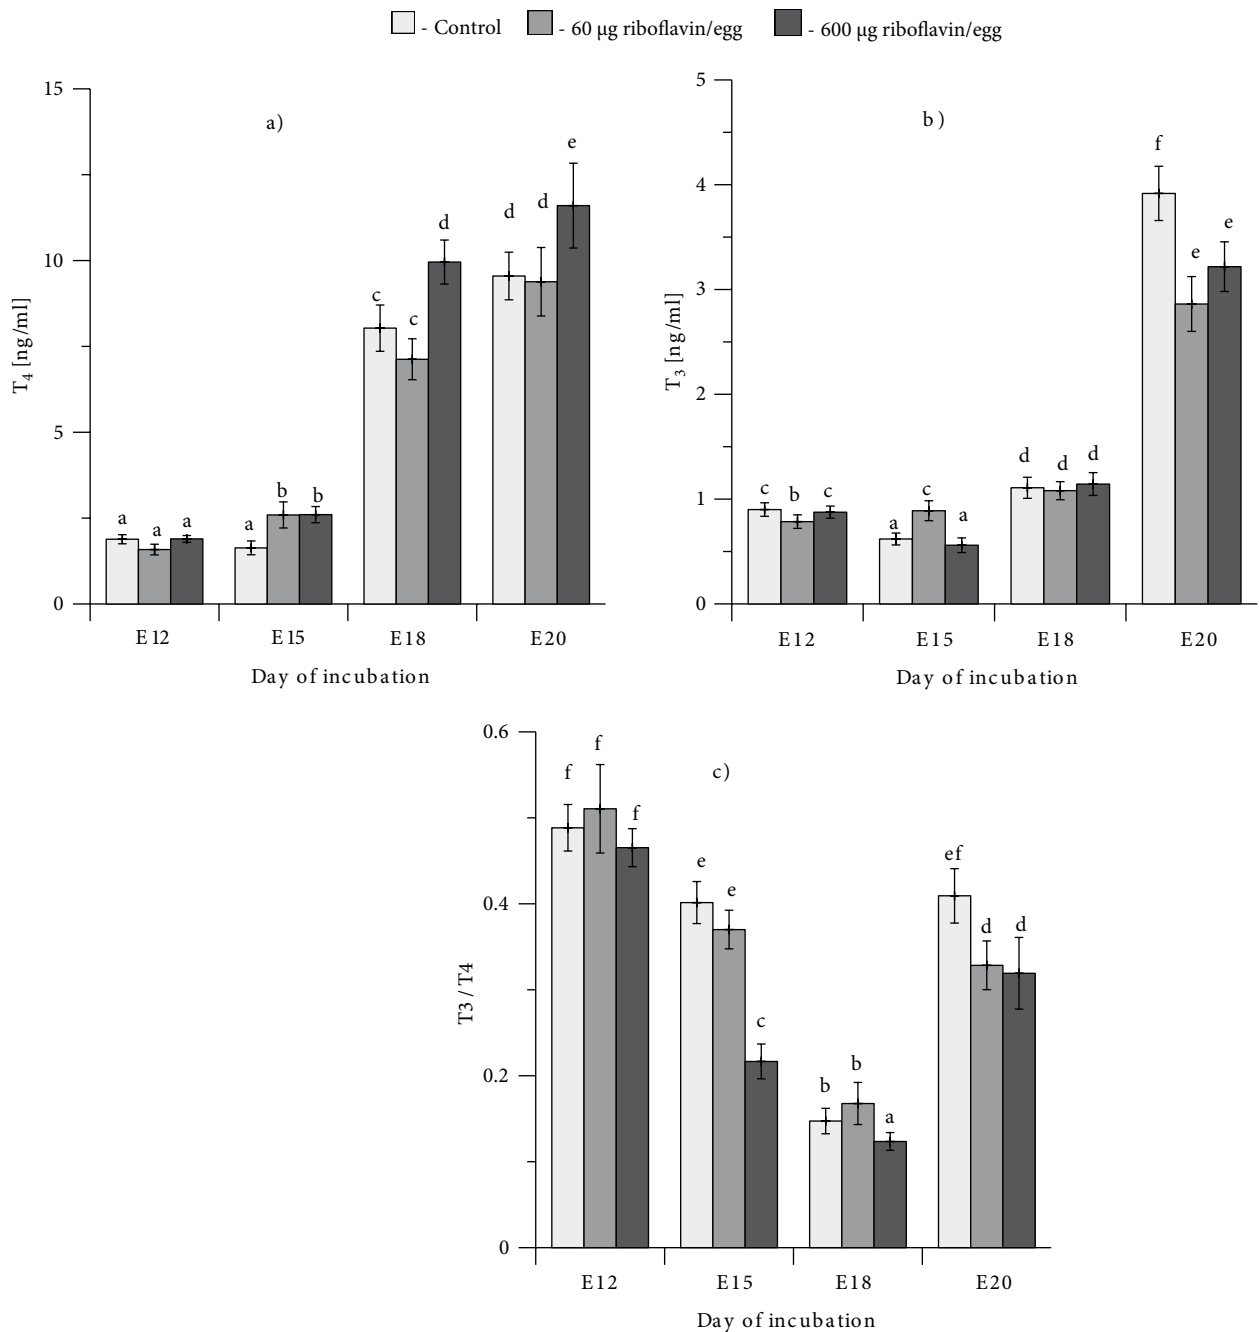 - Control - 60 µg riboflavin/egg - 600 µg riboflavin/egg
a)
15
10
5
0
T4 [ng/ml]
a a a a b b c c d d d e
E12 E15 E18 E20
Day of incubation
b)
5
4
3
2
1
0
T3 [ng/ml]
c b c a c a d d d f e e
E12 E15 E18 E20
Day of incubation
c)
0.6
0.4
0.2
0
T3 / T4
f f f e e c b b a ef d d
E12 E15 E18 E20
Day of incubation